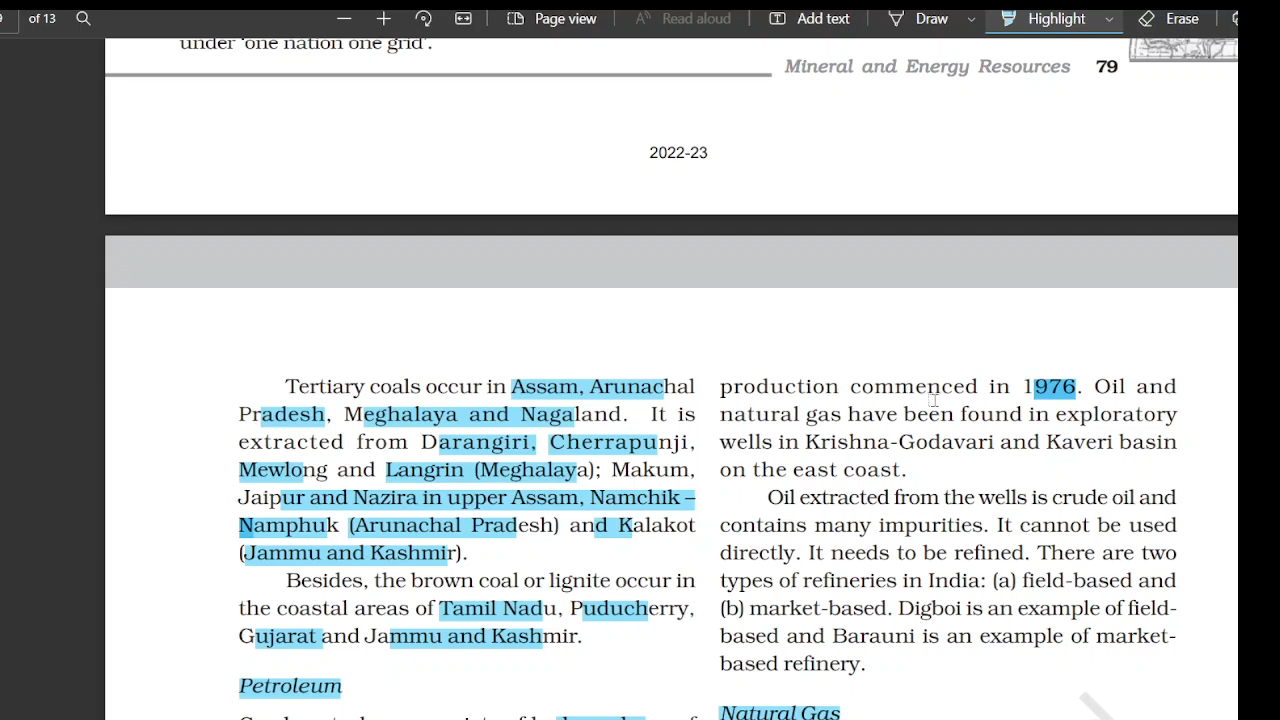 of 13
Page view
Read aloud
Add text
Draw
Highlight
Erase
under 'one nation one grid'.
Mineral and Energy Resources 79
2022-23
Tertiary coals occur in Assam, Arunachal
Pradesh, Meghalaya and Nagaland. It is
extracted from Darangiri, Cherrapunji,
Mewlong and Langrin (Meghalaya); Makum,
Jaipur and Nazira in upper Assam, Namchik –
Namphuk (Arunachal Pradesh) and Kalakot
(Jammu and Kashmir).
Besides, the brown coal or lignite occur in
the coastal areas of Tamil Nadu, Puducherry,
Gujarat and Jammu and Kashmir.
Petroleum
production commenced in 1976. Oil and
natural gas have been found in exploratory
wells in Krishna-Godavari and Kaveri basin
on the east coast.
Oil extracted from the wells is crude oil and
contains many impurities. It cannot be used
directly. It needs to be refined. There are two
types of refineries in India: (a) field-based and
(b) market-based. Digboi is an example of field-
based and Barauni is an example of market-
based refinery.
Natural Gas